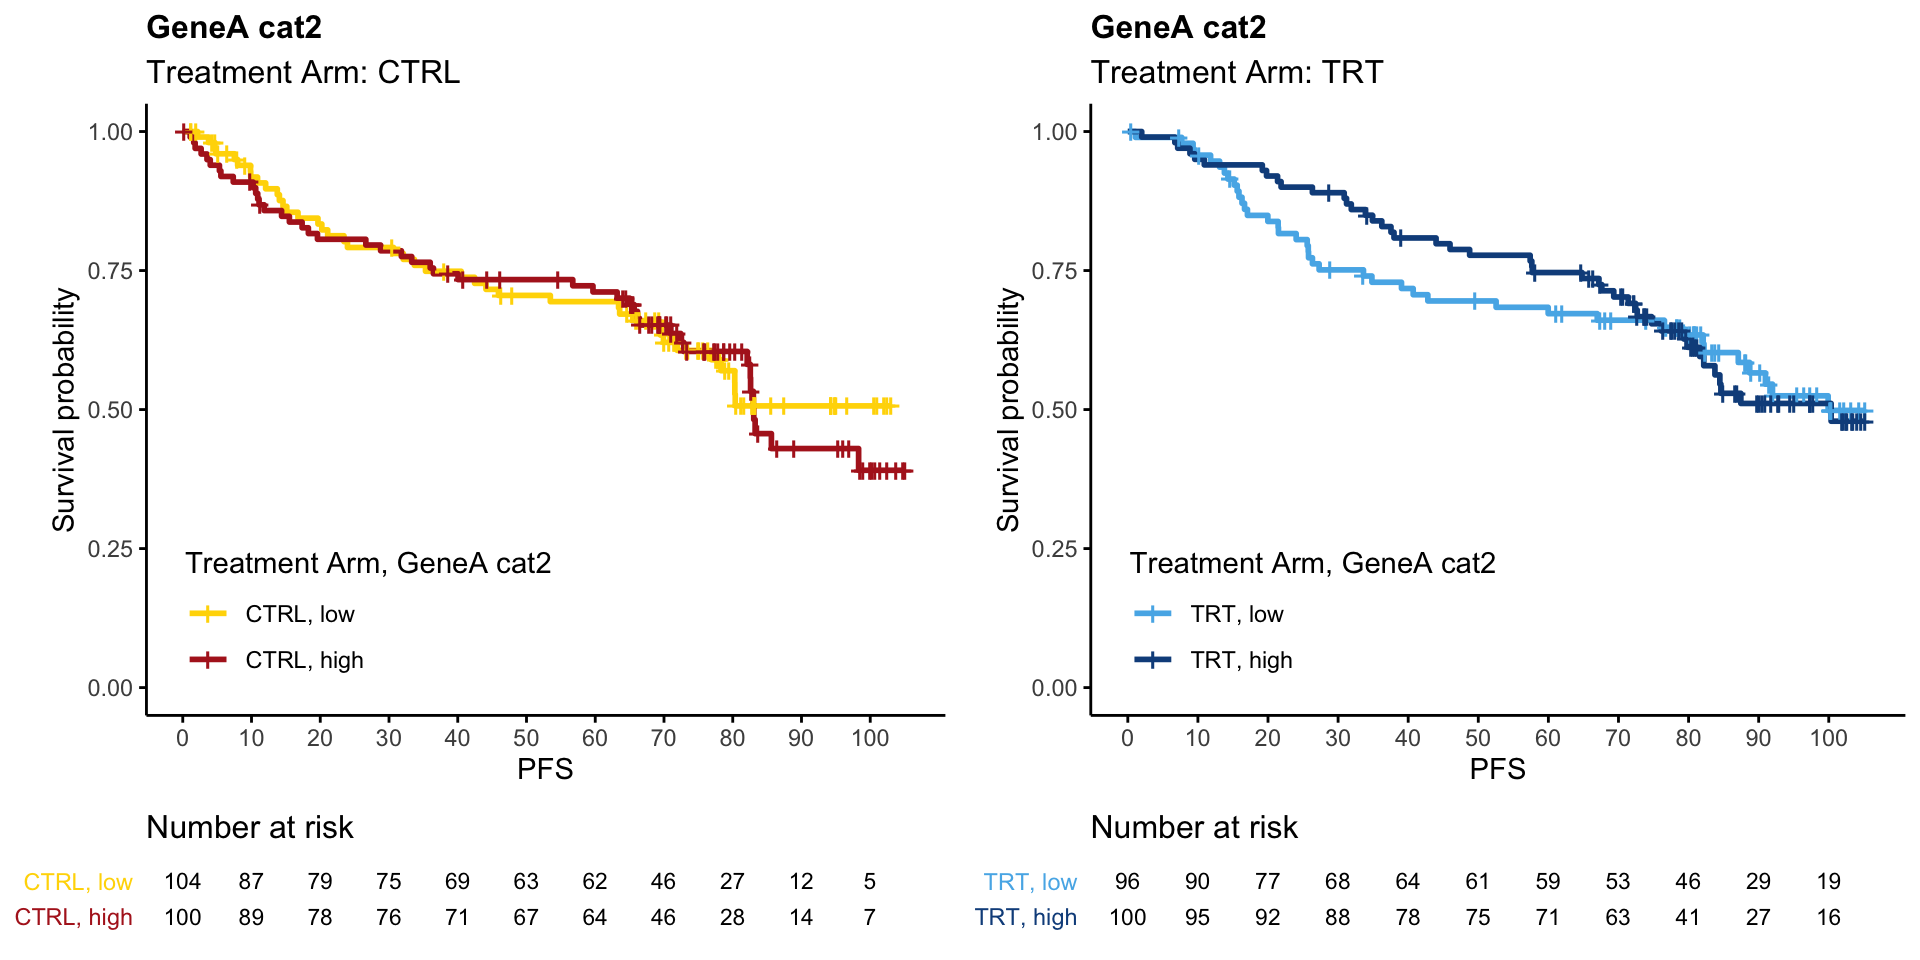 GeneA cat2
Treatment Arm: CTRL
1.00
0.75
0.50
0.25
0.00
Survival probability
Treatment Arm, GeneA cat2
CTRL, low
CTRL, high
0 10 20 30 40 50 60 70 80 90 100
PFS
Number at risk
CTRL, low 104 87 79 75 69 63 62 46 27 12 5
CTRL, high 100 89 78 76 71 67 64 46 28 14 7
GeneA cat2
Treatment Arm: TRT
1.00
0.75
0.50
0.25
0.00
Survival probability
Treatment Arm, GeneA cat2
TRT, low
TRT, high
0 10 20 30 40 50 60 70 80 90 100
PFS
Number at risk
TRT, low 96 90 77 68 64 61 59 53 46 29 19
TRT, high 100 95 92 88 78 75 71 63 41 27 16